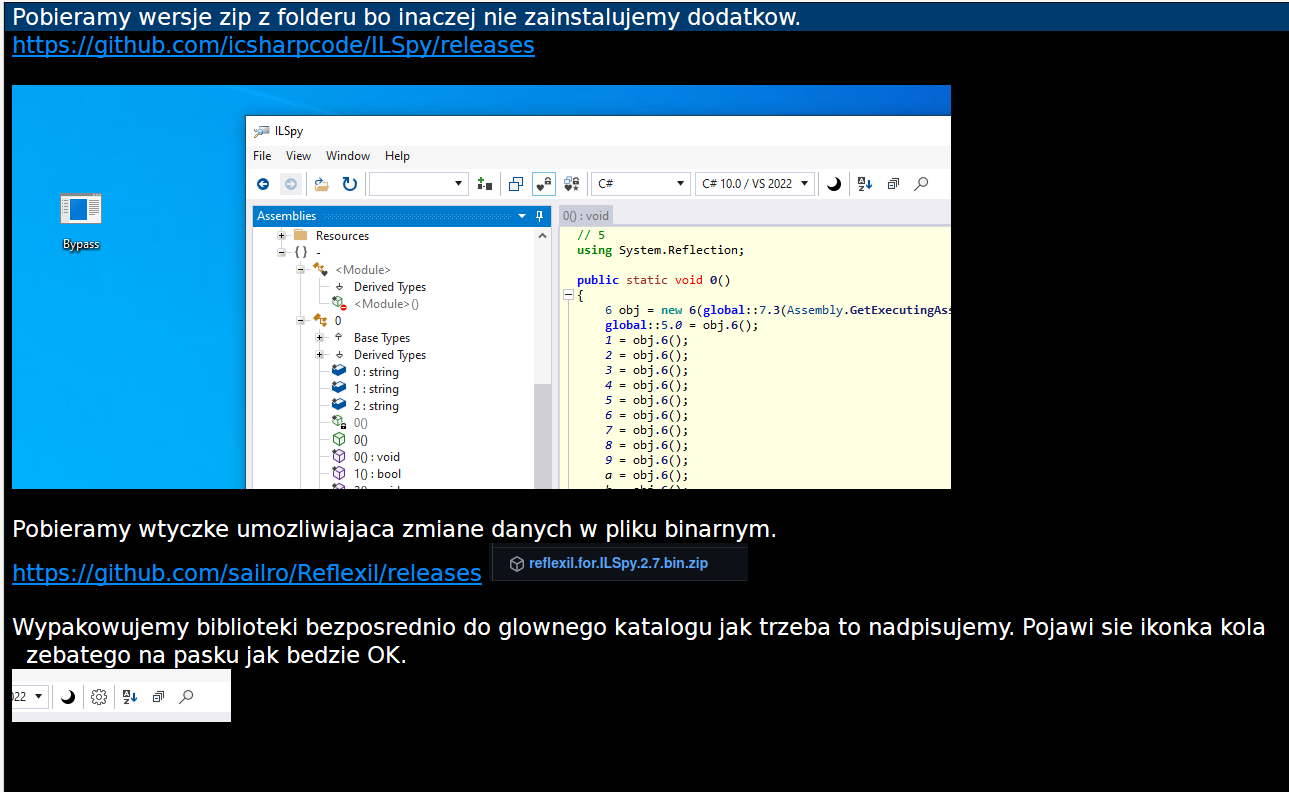 Pobieramy wersje zip z folderu bo inaczej nie zainstalujemy dodatkow.
https://github.com/icsharpcode/ILSpy/releases
Bypass
ILSpy
File View Window Help
C# C# 10.0 / VS 2022
Assemblies
Resources
{ } -
<Module>
Derived Types
<Module>()
0
Base Types
Derived Types
0 : string
1 : string
2 : string
0()
0()
0() : void
1() : bool
0() : void
// 5
using System.Reflection;
public static void 0()
{
6 obj = new 6(global::7.3(Assembly.GetExecutingAss
global::5.0 = obj.6();
1 = obj.6();
2 = obj.6();
3 = obj.6();
4 = obj.6();
5 = obj.6();
6 = obj.6();
7 = obj.6();
8 = obj.6();
9 = obj.6();
a = obj.6();
Pobieramy wtyczke umozliwiajaca zmiane danych w pliku binarnym.
https://github.com/sailro/Reflexil/releases reflexil.for.ILSpy.2.7.bin.zip
Wypakowujemy biblioteki bezposrednio do glownego katalogu jak trzeba to nadpisujemy. Pojawi sie ikonka kola
zebatego na pasku jak bedzie OK.
022